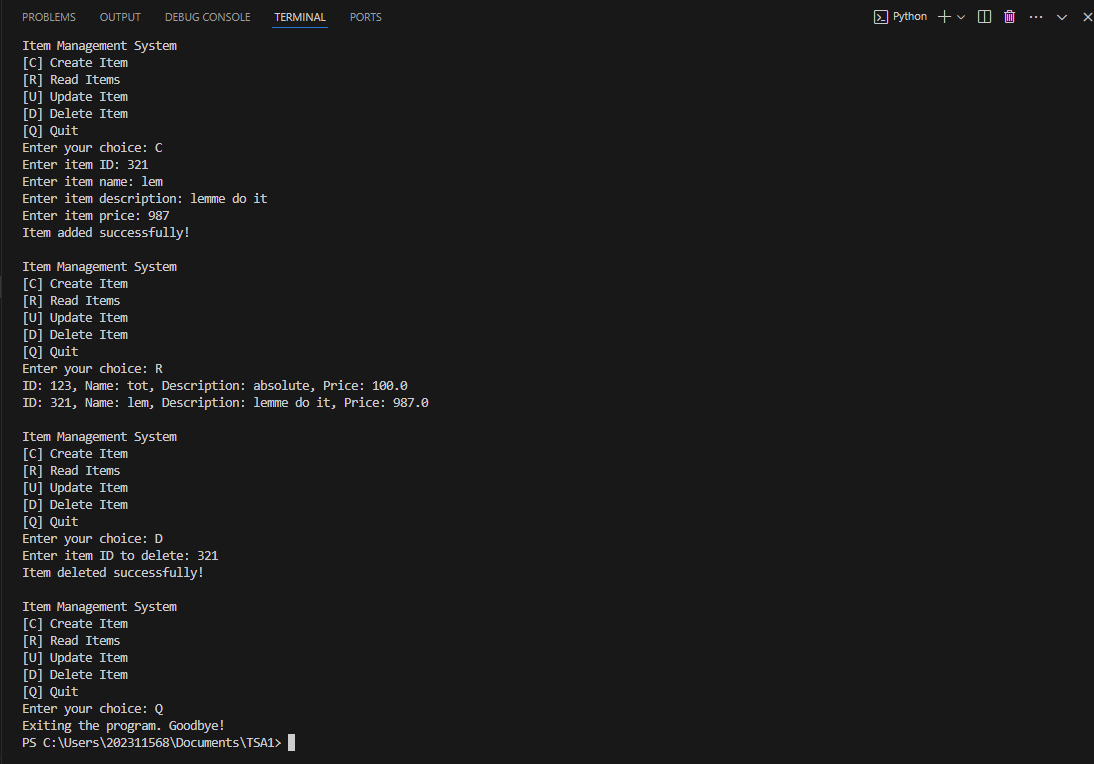 PROBLEMS OUTPUT DEBUG CONSOLE TERMINAL PORTS Python
Item Management System
[C] Create Item
[R] Read Items
[U] Update Item
[D] Delete Item
[Q] Quit
Enter your choice: C
Enter item ID: 321
Enter item name: lem
Enter item description: lemme do it
Enter item price: 987
Item added successfully!
Item Management System
[C] Create Item
[R] Read Items
[U] Update Item
[D] Delete Item
[Q] Quit
Enter your choice: R
ID: 123, Name: tot, Description: absolute, Price: 100.0
ID: 321, Name: lem, Description: lemme do it, Price: 987.0
Item Management System
[C] Create Item
[R] Read Items
[U] Update Item
[D] Delete Item
[Q] Quit
Enter your choice: D
Enter item ID to delete: 321
Item deleted successfully!
Item Management System
[C] Create Item
[R] Read Items
[U] Update Item
[D] Delete Item
[Q] Quit
Enter your choice: Q
Exiting the program. Goodbye!
PS C:\Users\202311568\Documents\TSA1>